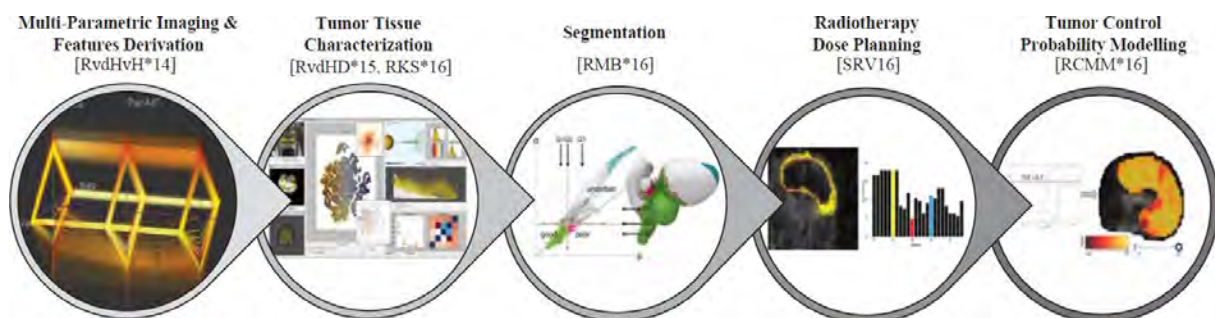 Multi-Parametric Imaging &
Features Derivation
[RvdHvH*14]
Tumor Tissue
Characterization
[RvdHD*15, RKS*16]
Segmentation
[RMB*16]
Radiotherapy
Dose Planning
[SRV16]
Tumor Control
Probability Modelling
[RCMM*16]
uncertain
good
poor